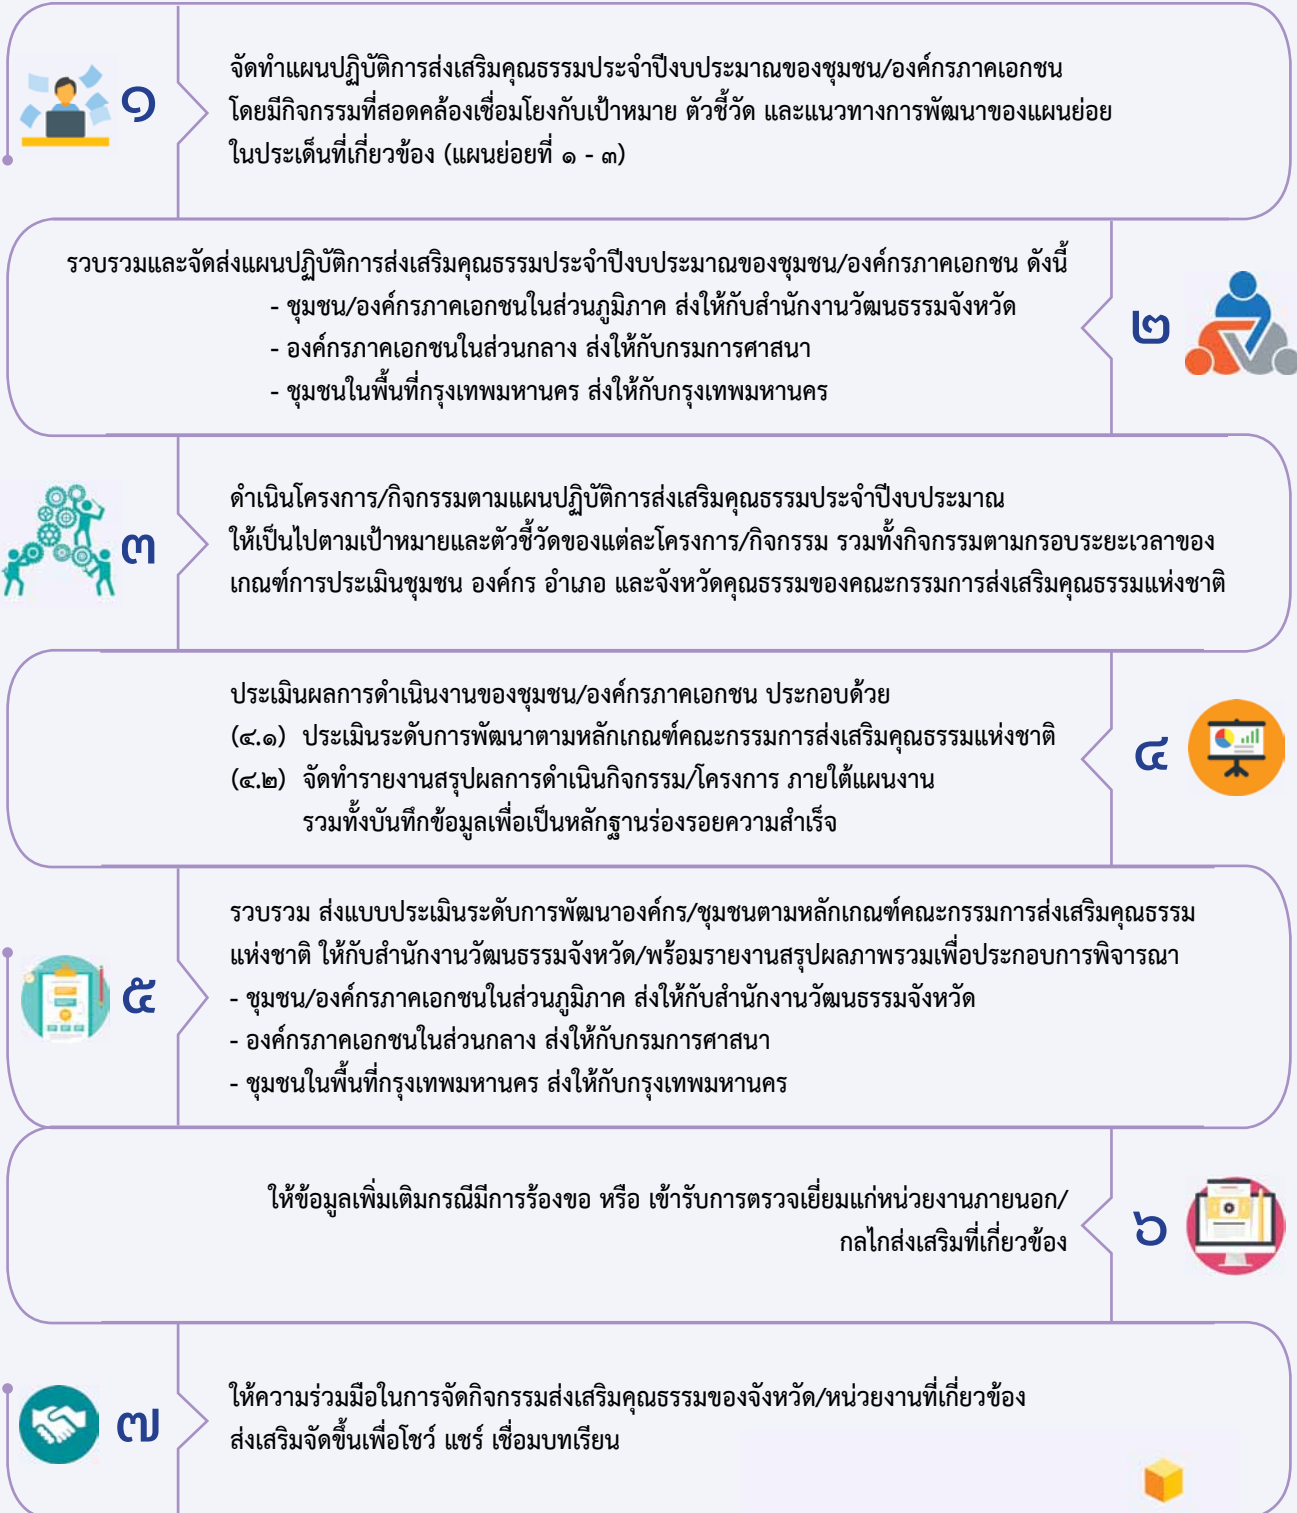 ๑
จัดทำแผนปฏิบัติการส่งเสริมคุณธรรมประจำปีงบประมาณของชุมชน/องค์กรภาคเอกชน
โดยมีกิจกรรมที่สอดคล้องเชื่อมโยงกับเป้าหมาย ตัวชี้วัด และแนวทางการพัฒนาของแผนย่อย
ในประเด็นที่เกี่ยวข้อง (แผนย่อยที่ ๑ - ๓)
๒
รวบรวมและจัดส่งแผนปฏิบัติการส่งเสริมคุณธรรมประจำปีงบประมาณของชุมชน/องค์กรภาคเอกชน ดังนี้
- ชุมชน/องค์กรภาคเอกชนในส่วนภูมิภาค ส่งให้กับสำนักงานวัฒนธรรมจังหวัด
- องค์กรภาคเอกชนในส่วนกลาง ส่งให้กับกรมการศาสนา
- ชุมชนในพื้นที่กรุงเทพมหานคร ส่งให้กับกรุงเทพมหานคร
๓
ดำเนินโครงการ/กิจกรรมตามแผนปฏิบัติการส่งเสริมคุณธรรมประจำปีงบประมาณ
ให้เป็นไปตามเป้าหมายและตัวชี้วัดของแต่ละโครงการ/กิจกรรม รวมทั้งกิจกรรมตามกรอบระยะเวลาของ
เกณฑ์การประเมินชุมชน องค์กร อำเภอ และจังหวัดคุณธรรมของคณะกรรมการส่งเสริมคุณธรรมแห่งชาติ
๔
ประเมินผลการดำเนินงานของชุมชน/องค์กรภาคเอกชน ประกอบด้วย
(๔.๑) ประเมินระดับการพัฒนาตามหลักเกณฑ์คณะกรรมการส่งเสริมคุณธรรมแห่งชาติ
(๔.๒) จัดทำรายงานสรุปผลการดำเนินกิจกรรม/โครงการ ภายใต้แผนงาน
รวมทั้งบันทึกข้อมูลเพื่อเป็นหลักฐานร่องรอยความสำเร็จ
๕
รวบรวม ส่งแบบประเมินระดับการพัฒนาองค์กร/ชุมชนตามหลักเกณฑ์คณะกรรมการส่งเสริมคุณธรรม
แห่งชาติ ให้กับสำนักงานวัฒนธรรมจังหวัด/พร้อมรายงานสรุปผลภาพรวมเพื่อประกอบการพิจารณา
- ชุมชน/องค์กรภาคเอกชนในส่วนภูมิภาค ส่งให้กับสำนักงานวัฒนธรรมจังหวัด
- องค์กรภาคเอกชนในส่วนกลาง ส่งให้กับกรมการศาสนา
- ชุมชนในพื้นที่กรุงเทพมหานคร ส่งให้กับกรุงเทพมหานคร
๖
ให้ข้อมูลเพิ่มเติมกรณีมีการร้องขอ หรือ เข้ารับการตรวจเยี่ยมแก่หน่วยงานภายนอก/
กลไกส่งเสริมที่เกี่ยวข้อง
๗
ให้ความร่วมมือในการจัดกิจกรรมส่งเสริมคุณธรรมของจังหวัด/หน่วยงานที่เกี่ยวข้อง
ส่งเสริมจัดขึ้นเพื่อโชว์ แชร์ เชื่อมบทเรียน